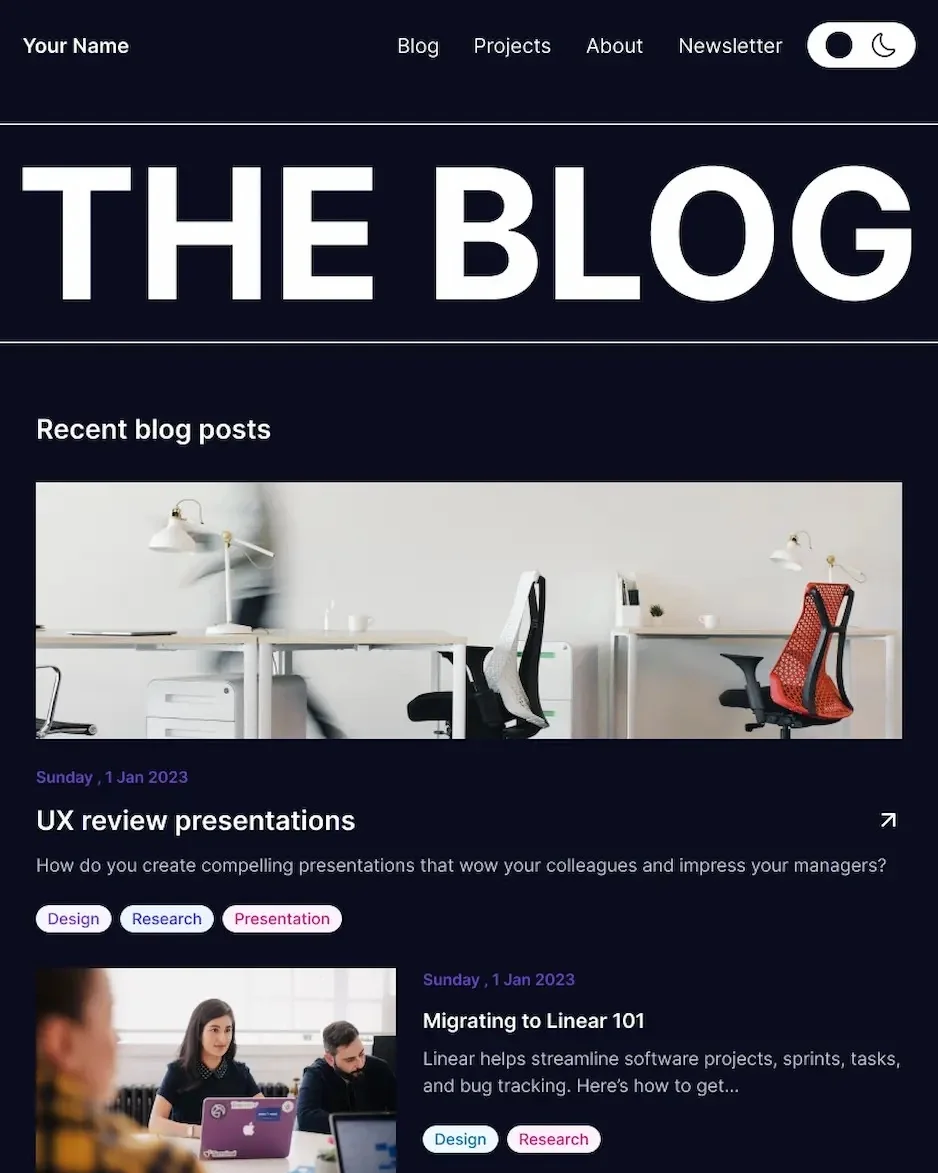 Your Name
Blog Projects About Newsletter
THE BLOG
Recent blog posts
Sunday , 1 Jan 2023
UX review presentations
How do you create compelling presentations that wow your colleagues and impress your managers?
Design Research Presentation
Sunday , 1 Jan 2023
Migrating to Linear 101
Linear helps streamline software projects, sprints, tasks,
and bug tracking. Here’s how to get...
Design Research